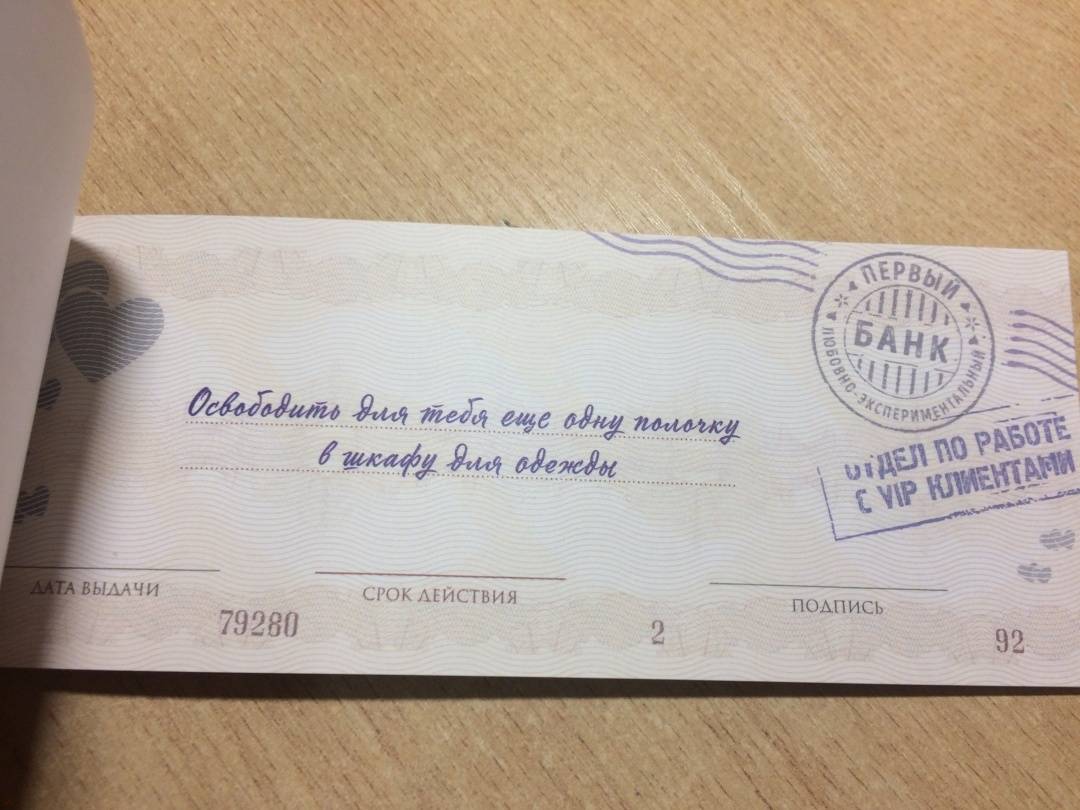 ПЕРВЫЙ
БАНК
ЛЮБОВНО-ЭКСПЕРИМЕНТАЛЬНЫЙ
Освободить для тебя еще одну полочку
в шкафу для одежды
ОТДЕЛ ПО РАБОТЕ
С VIP КЛИЕНТАМИ
ДАТА ВЫДАЧИ
СРОК ДЕЙСТВИЯ
ПОДПИСЬ
79280
2
92